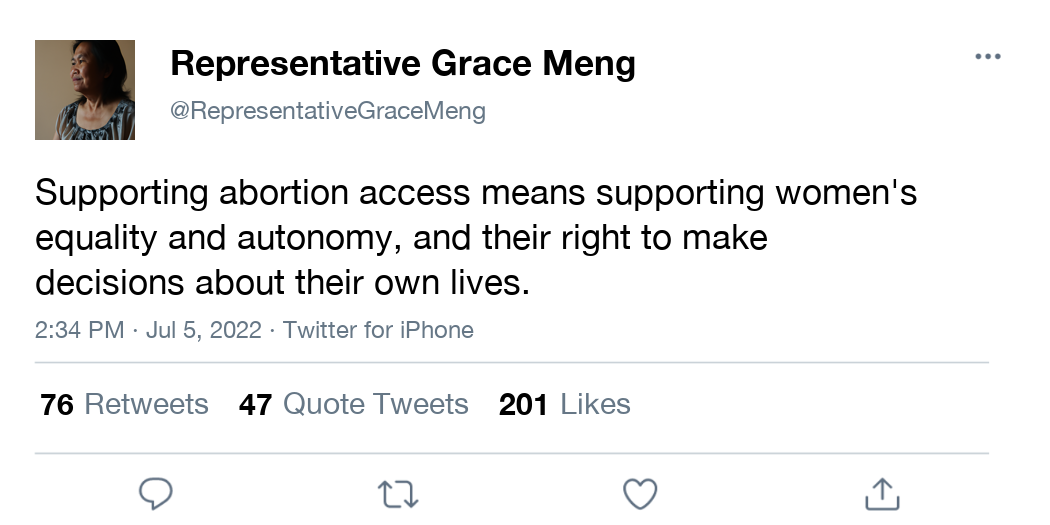 Representative Grace Meng
@RepresentativeGraceMeng
Supporting abortion access means supporting women's
equality and autonomy, and their right to make
decisions about their own lives.
2:34 PM · Jul 5, 2022 · Twitter for iPhone
76 Retweets 47 Quote Tweets 201 Likes